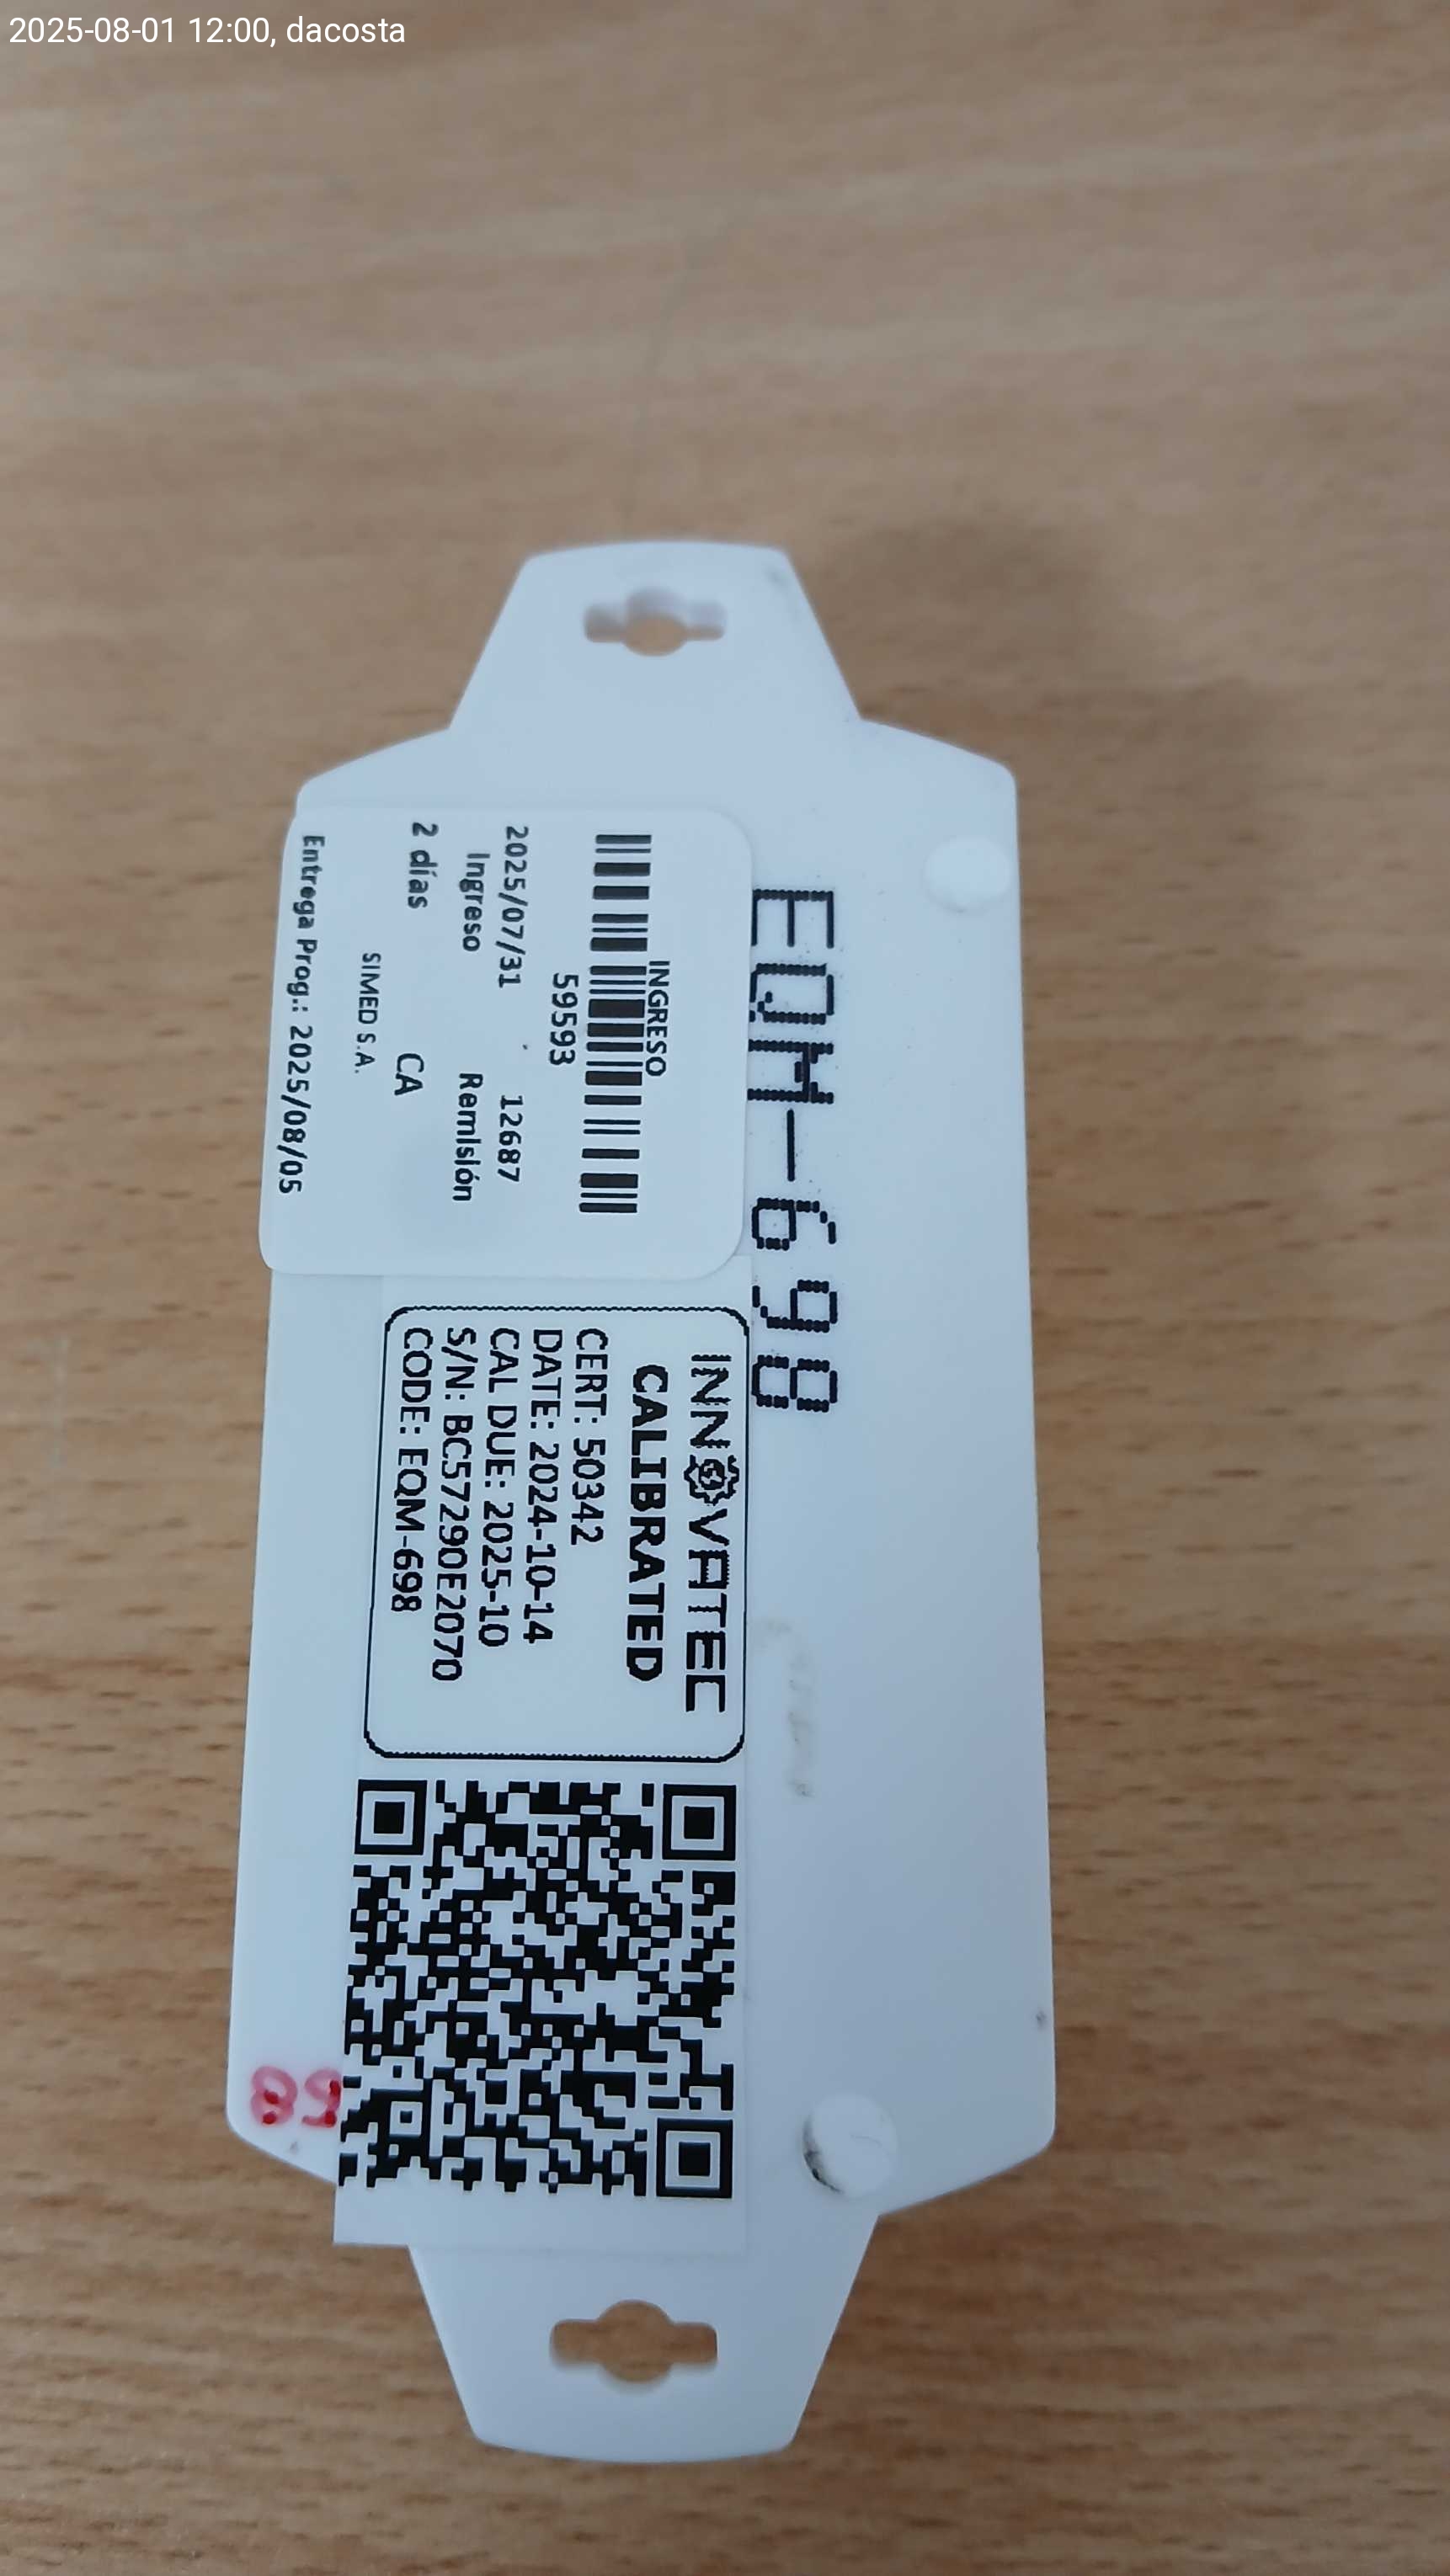 2025-08-01 12:00, dacosta
EQM-698
INGRESO
59593
2025/07/31 12687
Ingreso Remisión
2 días CA
SIMED S.A.
Entrega Prog.: 2025/08/05
INNOVATEC
CALIBRATED
CERT: 50342
DATE: 2024-10-14
CAL DUE: 2025-10
S/N: BC57290E2070
CODE: EQM-698